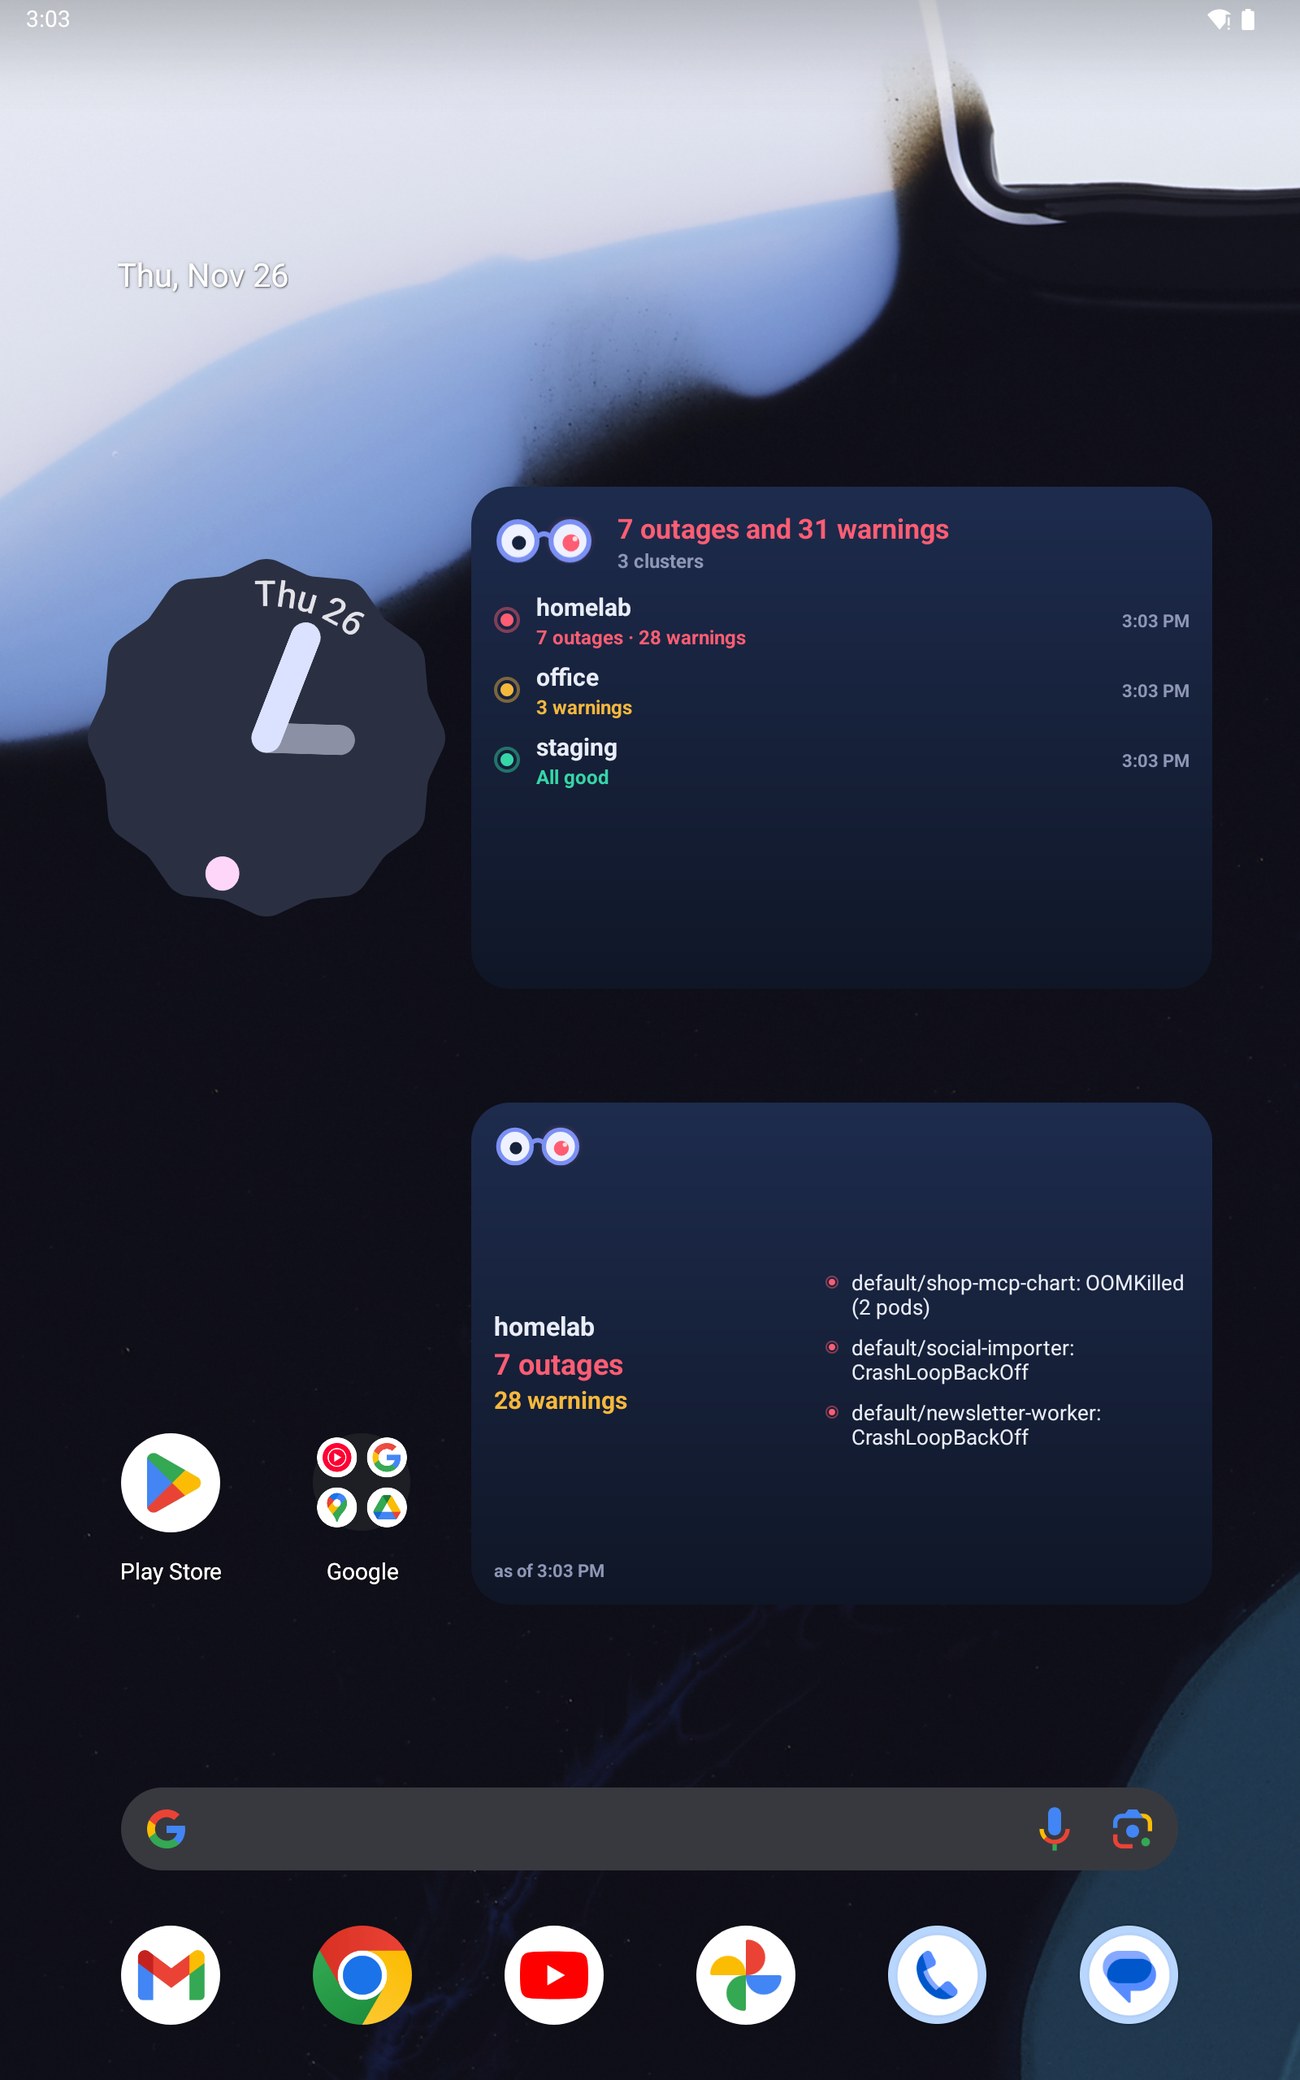 3:03
Thu, Nov 26
Thu 26
7 outages and 31 warnings
3 clusters
homelab
7 outages · 28 warnings
3:03 PM
office
3 warnings
3:03 PM
staging
All good
3:03 PM
homelab
7 outages
28 warnings
default/shop-mcp-chart: OOMKilled
(2 pods)
default/social-importer:
CrashLoopBackOff
default/newsletter-worker:
CrashLoopBackOff
as of 3:03 PM
Play Store
Google